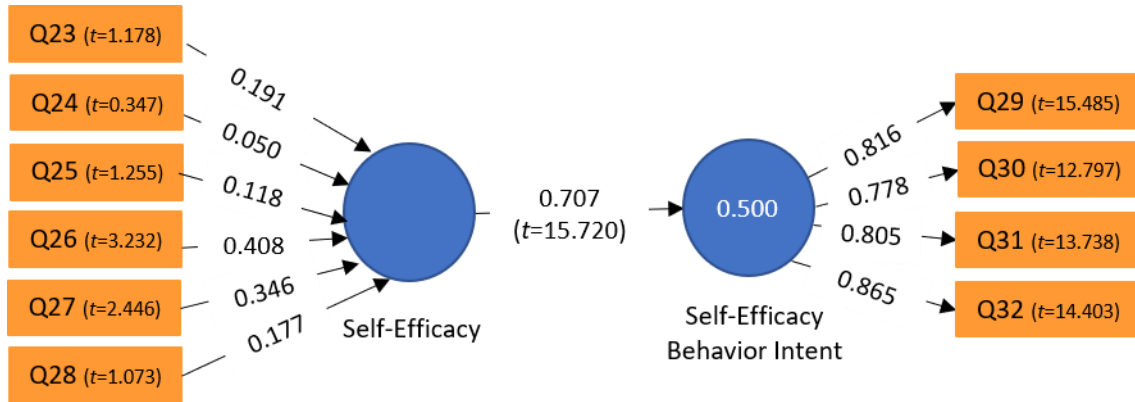 Q23 (t=1.178)
Q24 (t=0.347)
Q25 (t=1.255)
Q26 (t=3.232)
Q27 (t=2.446)
Q28 (t=1.073)
0.191
0.050
0.118
0.408
0.346
0.177
Self-Efficacy
0.707
(t=15.720)
0.500
Self-Efficacy
Behavior Intent
0.816
0.778
0.805
0.865
Q29 (t=15.485)
Q30 (t=12.797)
Q31 (t=13.738)
Q32 (t=14.403)